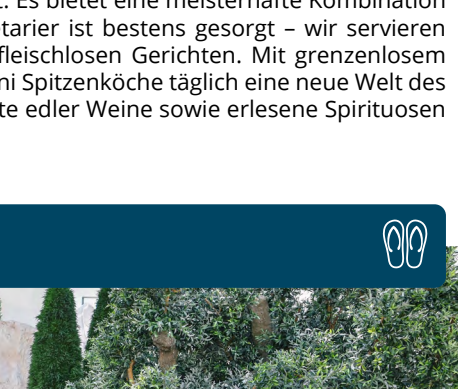 . Es bietet eine meisterhafte Kombination
tarier ist bestens gesorgt – wir servieren
fleischlosen Gerichten. Mit grenzenlosem
ni Spitzenköche täglich eine neue Welt des
te edler Weine sowie erlesene Spirituosen